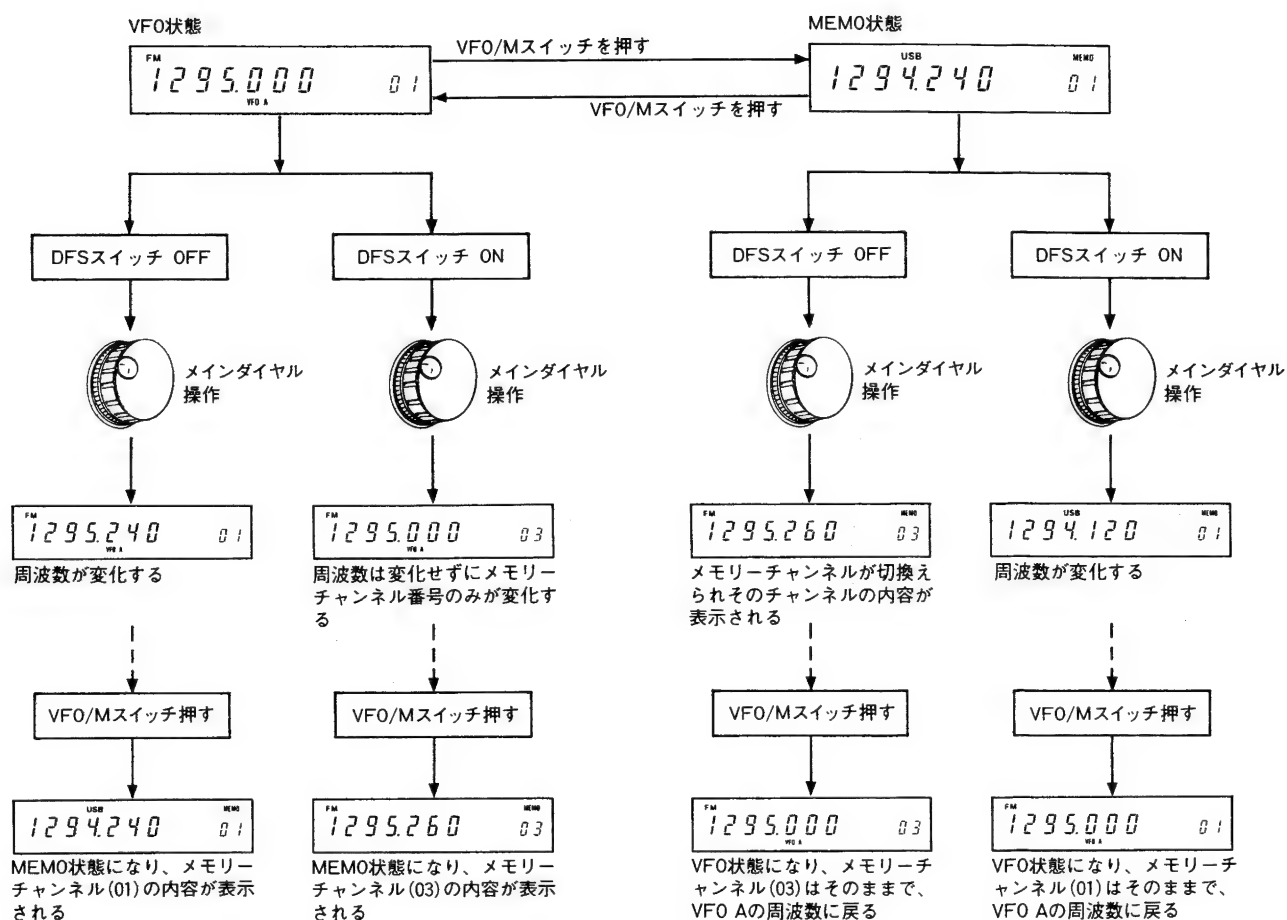 VFO状態
MEMO状態
FM
1295.000 01
VFO A
VFO/Mスイッチを押す
VFO/Mスイッチを押す
USB MEMO
1294.240 01
DFSスイッチ OFF
DFSスイッチ ON
DFSスイッチ OFF
DFSスイッチ ON
メインダイヤル
操作
メインダイヤル
操作
メインダイヤル
操作
メインダイヤル
操作
FM
1295.240 01
VFO A
周波数が変化する
FM
1295.000 03
VFO A
周波数は変化せずにメモリー
チャンネル番号のみが変化す
る
FM MEMO
1295.260 03
メモリーチャンネルが切換え
られそのチャンネルの内容が
表示される
USB MEMO
1294.120 01
周波数が変化する
VFO/Mスイッチ押す
VFO/Mスイッチ押す
VFO/Mスイッチ押す
VFO/Mスイッチ押す
USB MEMO
1294.240 01
MEMO状態になり、メモリー
チャンネル(01)の内容が表示
される
FM MEMO
1295.260 03
MEMO状態になり、メモリー
チャンネル(03)の内容が表示
される
FM
1295.000 03
VFO A
VFO状態になり、メモリーチ
ャンネル(03)はそのままで、
VFO Aの周波数に戻る
FM
1295.000 01
VFO A
VFO状態になり、メモリーチ
ャンネル(01)はそのままで、
VFO Aの周波数に戻る